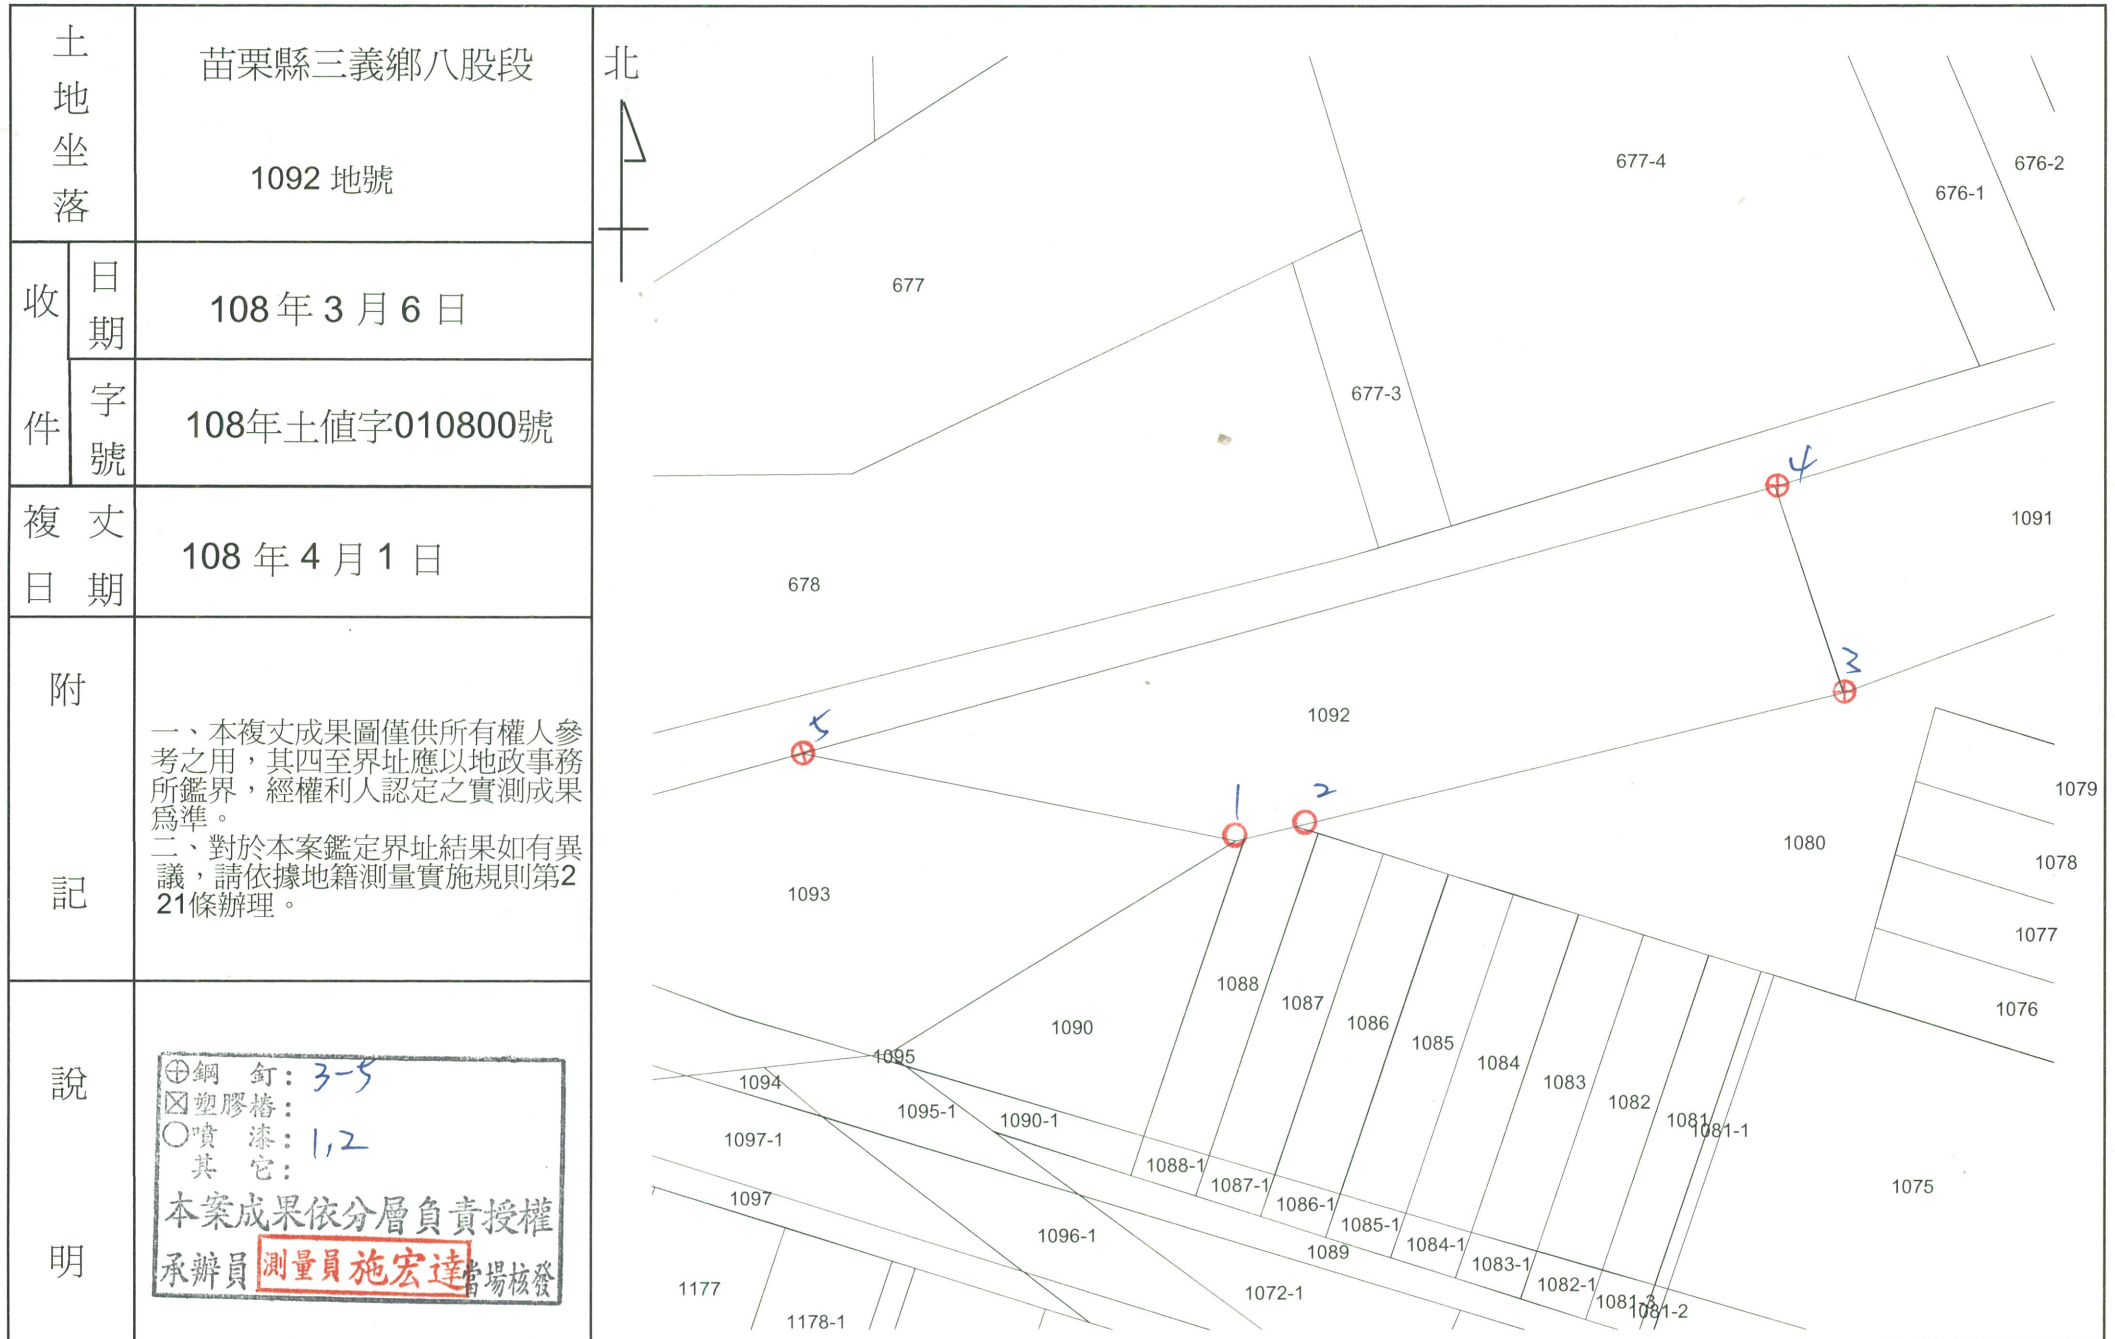 土地坐落
苗栗縣三義鄉八股段
1092 地號
收件
日期
108 年 3 月 6 日
字號
108年土值字010800號
複丈日期
108 年 4 月 1 日
附記
一、本複丈成果圖僅供所有權人參
考之用，其四至界址應以地政事務
所鑑界，經權利人認定之實測成果
為準。
二、對於本案鑑定界址結果如有異
議，請依據地籍測量實施規則第2
21條辦理。
說明
⊕鋼 釘：3-5
☒塑膠樁：
○噴 漆：1,2
其 它：
本案成果依分層負責授權
承辦員 測量員施宏達當場核發
北
677-4
676-2
676-1
677
677-3
4
1091
678
3
1092
5
1
2
1079
1080
1078
1093
1077
1088
1087
1076
1086
1090
1085
1095
1084
1094
1083
1082
1095-1
1090-1
1081
1081-1
1097-1
1088-1
1087-1
1075
1097
1086-1
1085-1
1096-1
1084-1
1089
1083-1
1082-1
1177
1072-1
1081-3
1081-2
1178-1